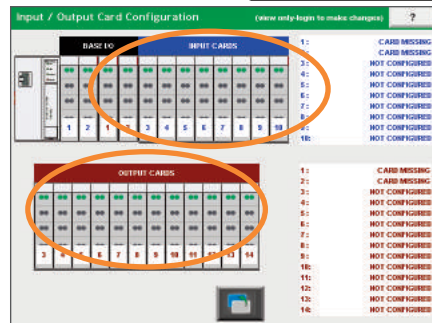 Input / Output Card Configuration (view only-login to make changes) ?
BASE I/O INPUT CARDS
1 2 1 3 4 5 6 7 8 9 10
1: CARD MISSING
CARD MISSING
3: NOT CONFIGURED
4: NOT CONFIGURED
5: NOT CONFIGURED
6: NOT CONFIGURED
7: NOT CONFIGURED
8: NOT CONFIGURED
NOT CONFIGURED
10: NOT CONFIGURED
OUTPUT CARDS
3 4 5 6 7 8 9 10 11 12 13 14
1: CARD MISSING
2: CARD MISSING
3: NOT CONFIGURED
4: NOT CONFIGURED
5: NOT CONFIGURED
6: NOT CONFIGURED
7: NOT CONFIGURED
8: NOT CONFIGURED
9: NOT CONFIGURED
10: NOT CONFIGURED
11: NOT CONFIGURED
12: NOT CONFIGURED
13: NOT CONFIGURED
14: NOT CONFIGURED